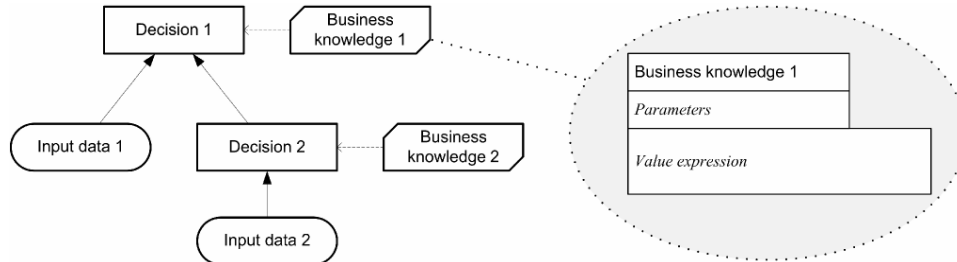 Decision 1
Business
knowledge 1
Input data 1
Decision 2
Business
knowledge 2
Input data 2
Business knowledge 1
Parameters
Value expression